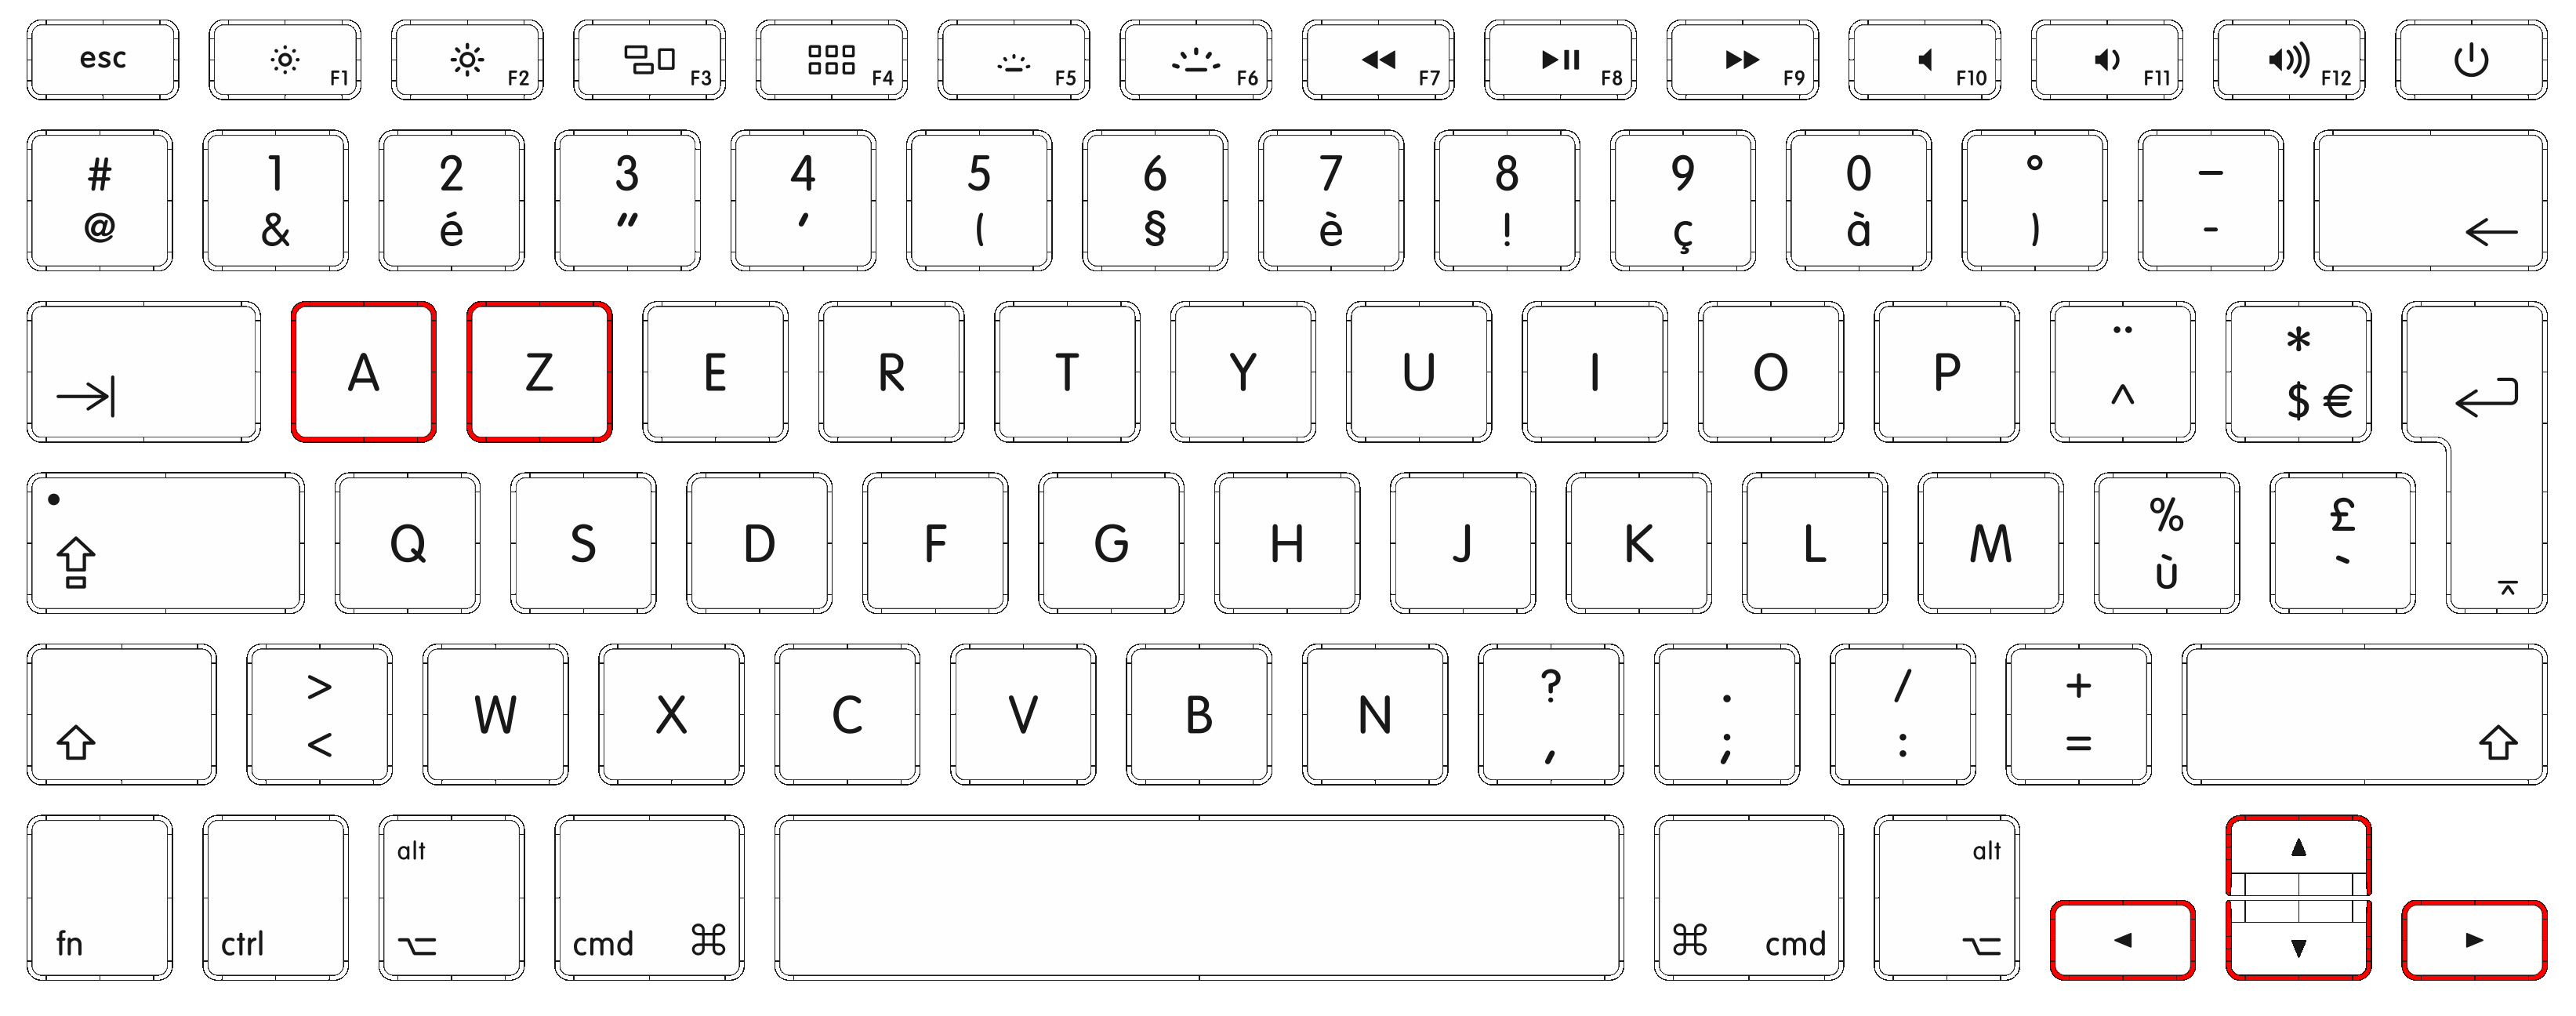 esc F1 F2 F3 F4 F5 F6 F7 F8 F9 F10 F11 F12
# 1 2 3 4 5 6 7 8 9 0 ° _
@ & é " ' ( § è ! ç à ) -
A Z E R T Y U I O P ¨ *
^ $ €
Q S D F G H J K L M % £
ù `
> W X C V B N ? . / +
< , ; : =
alt alt
fn ctrl ⌥ cmd ⌘ ⌘ cmd ⌥